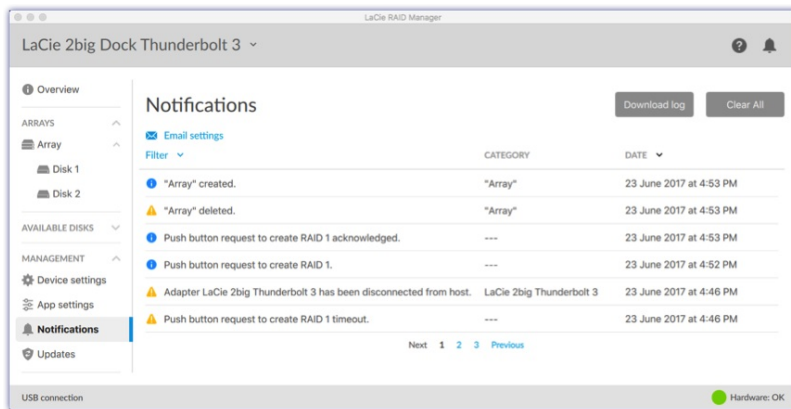 LaCie RAID Manager
LaCie 2big Dock Thunderbolt 3
Overview
ARRAYS
Array
Disk 1
Disk 2
AVAILABLE DISKS
MANAGEMENT
Device settings
App settings
Notifications
Updates
Notifications
Download log
Clear All
Email settings
Filter CATEGORY DATE
"Array" created. "Array" 23 June 2017 at 4:53 PM
"Array" deleted. "Array" 23 June 2017 at 4:53 PM
Push button request to create RAID 1 acknowledged. --- 23 June 2017 at 4:53 PM
Push button request to create RAID 1. --- 23 June 2017 at 4:52 PM
Adapter LaCie 2big Thunderbolt 3 has been disconnected from host. LaCie 2big Thunderbolt 3 23 June 2017 at 4:46 PM
Push button request to create RAID 1 timeout. --- 23 June 2017 at 4:46 PM
Next 1 2 3 Previous
USB connection
Hardware: OK